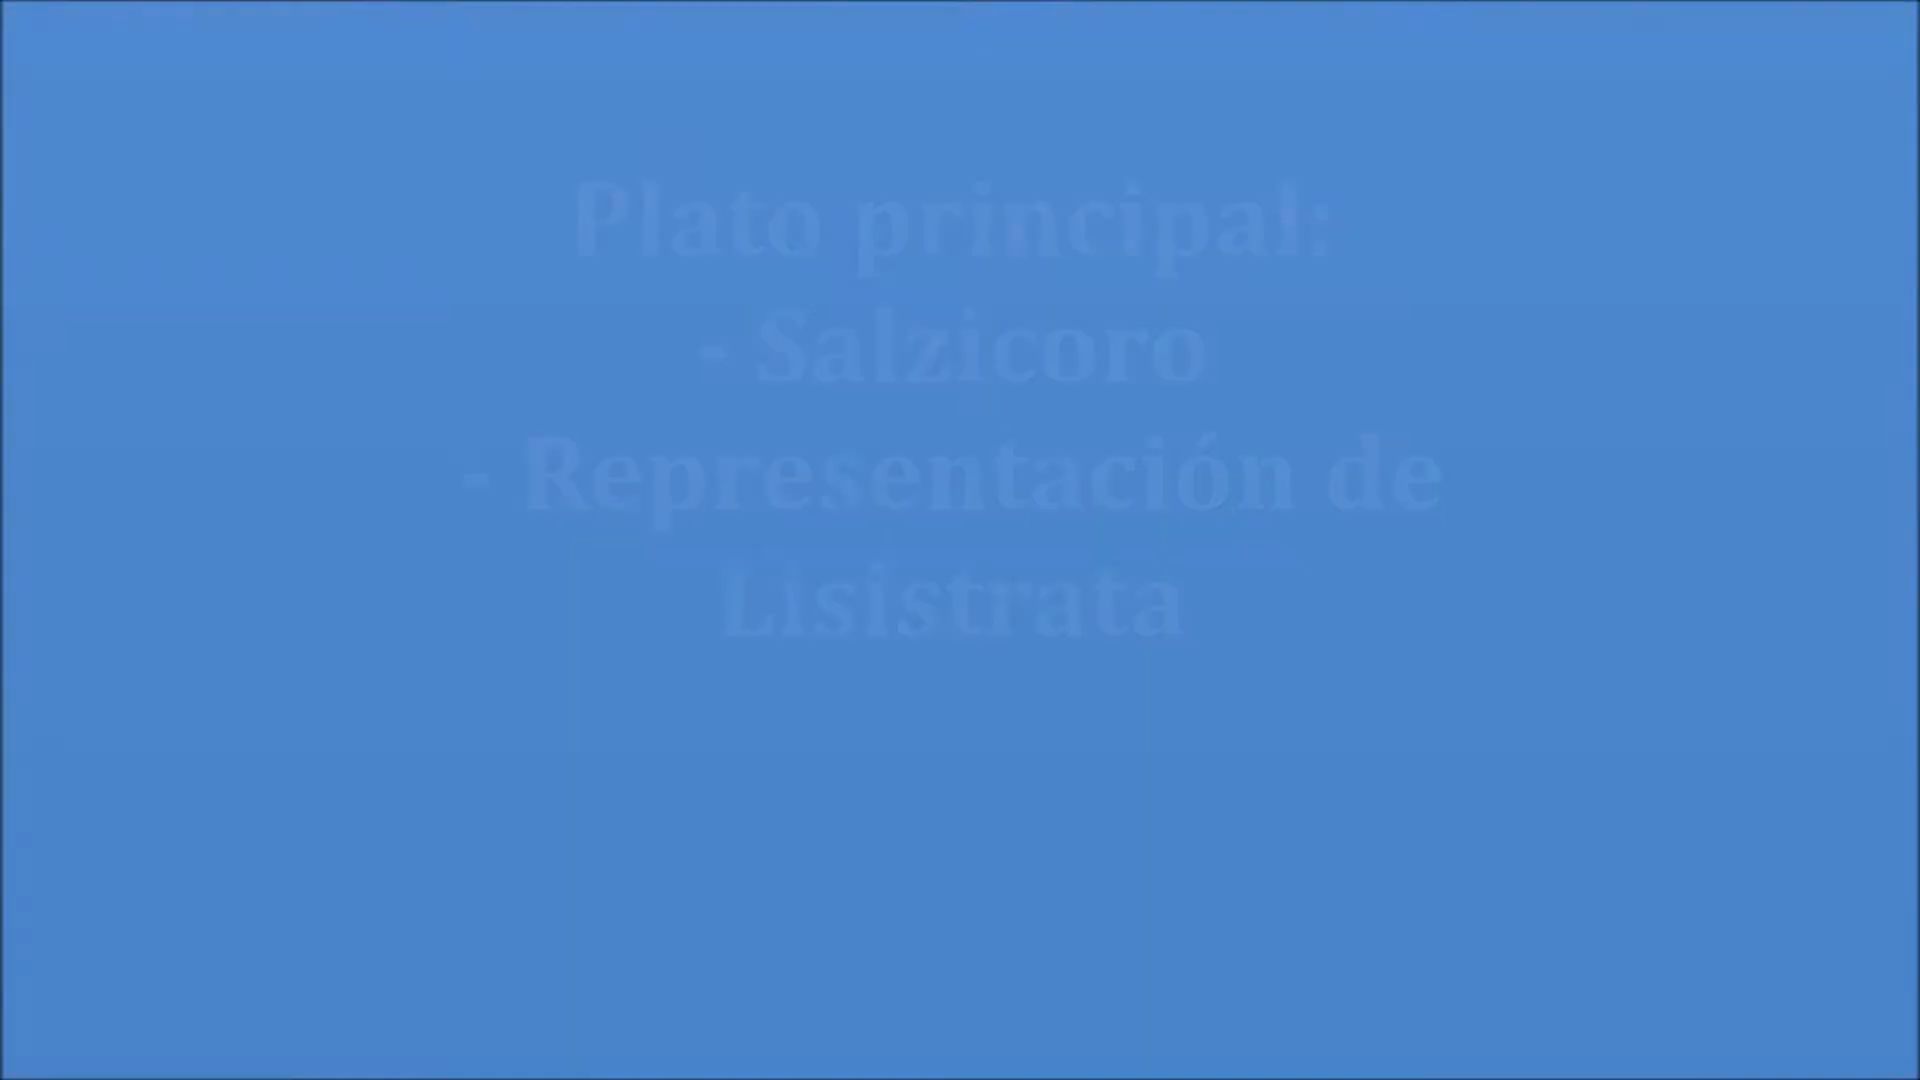 Plato principal:
- Salzicoro
- Representación de
Lisistrata